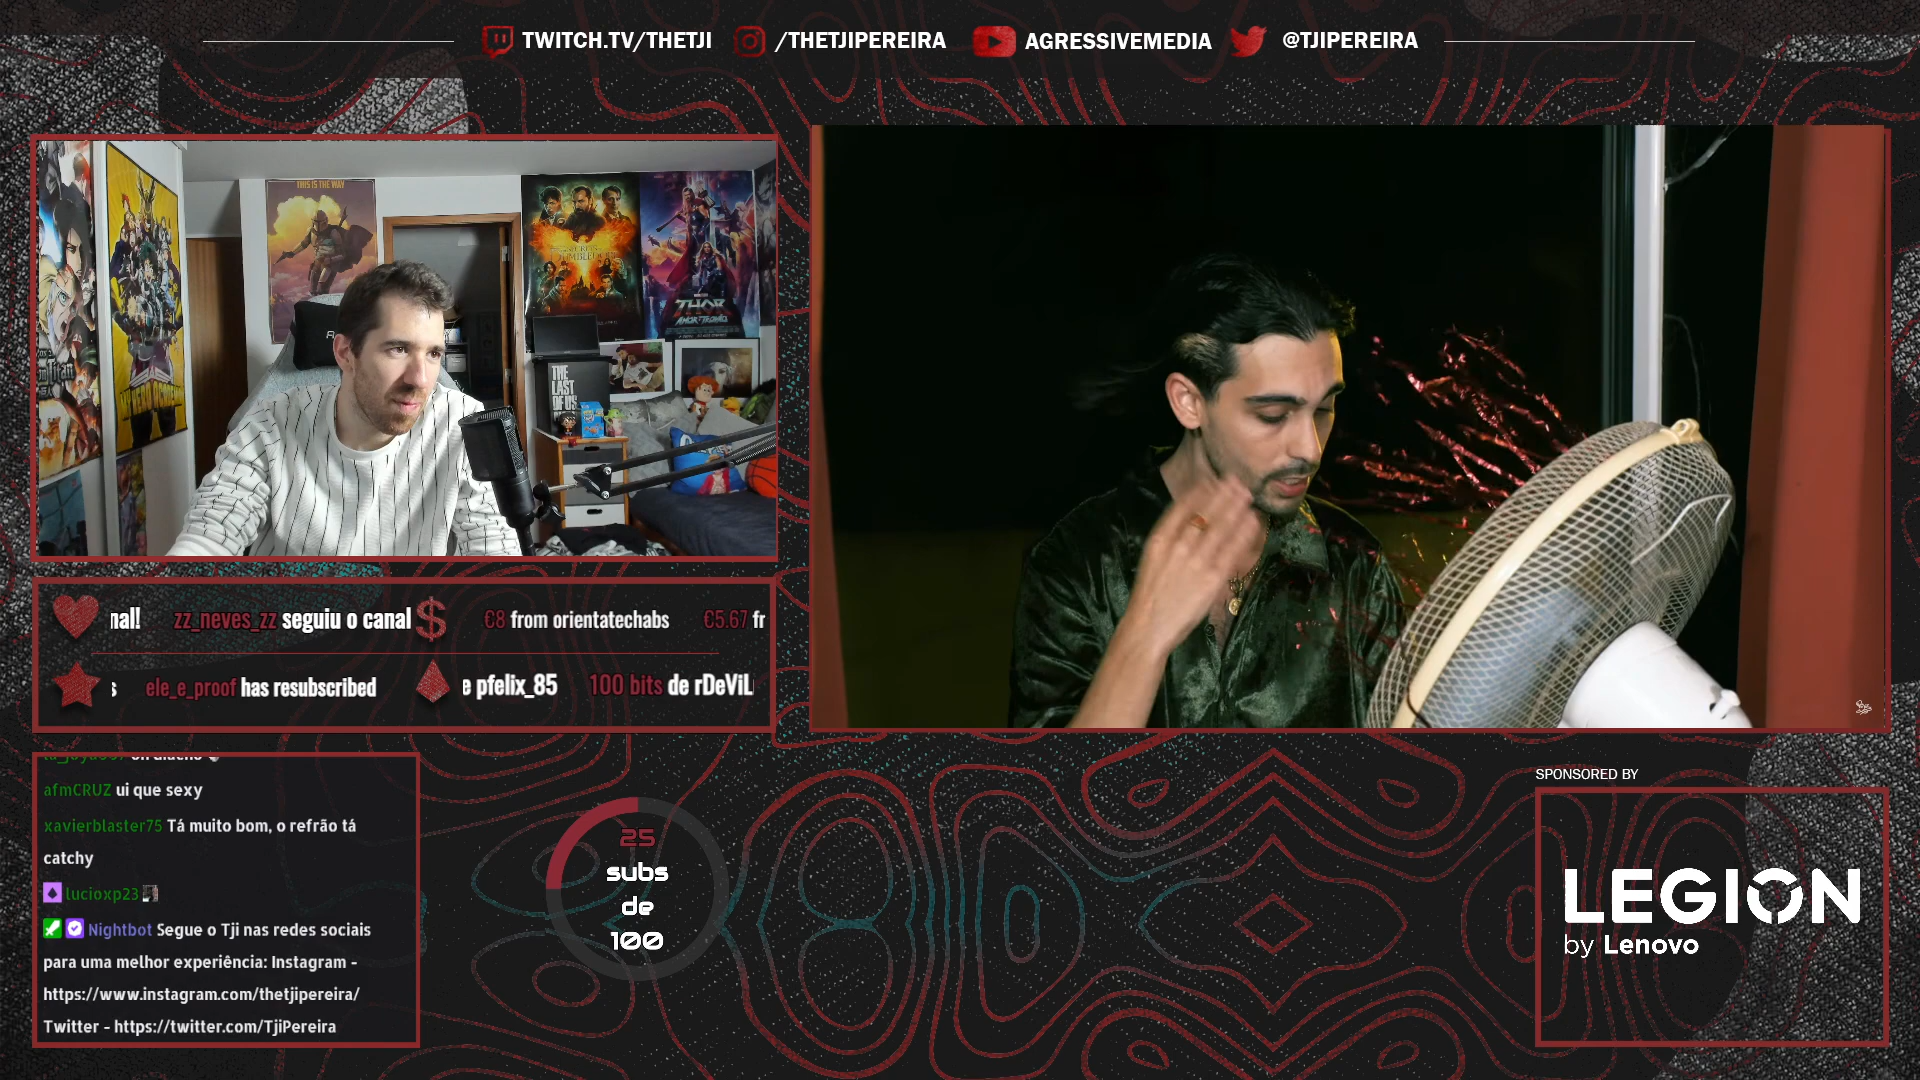 TWITCH.TV/THETJI
/THETJIPEREIRA
AGRESSIVEMEDIA
@TJIPEREIRA
THIS IS THE WAY
THOR
THE
LAST
OF US
nal! zz_neves_zz seguiu o canal
€8 from orientatechabs €5.67 fr
s ele_e_proof has resubscribed
e pfelix_85 100 bits de rDeViL
afmCRUZ ui que sexy
xavierblaster75 Tá muito bom, o refrão tá
catchy
lucioxp23
Nightbot Segue o Tji nas redes sociais
para uma melhor experiência: Instagram -
https://www.instagram.com/thetjipereira/
Twitter - https://twitter.com/TjiPereira
25
subs
de
100
SPONSORED BY
LEGION
by Lenovo